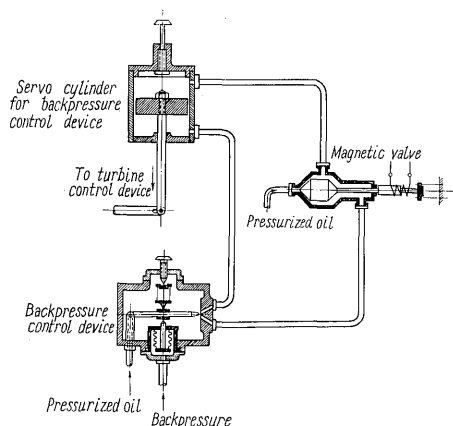 Servo cylinder
for backpressure
control device
To turbine
control device
Magnetic valve
Pressurized oil
Backpressure
control device
Pressurized oil
Backpressure